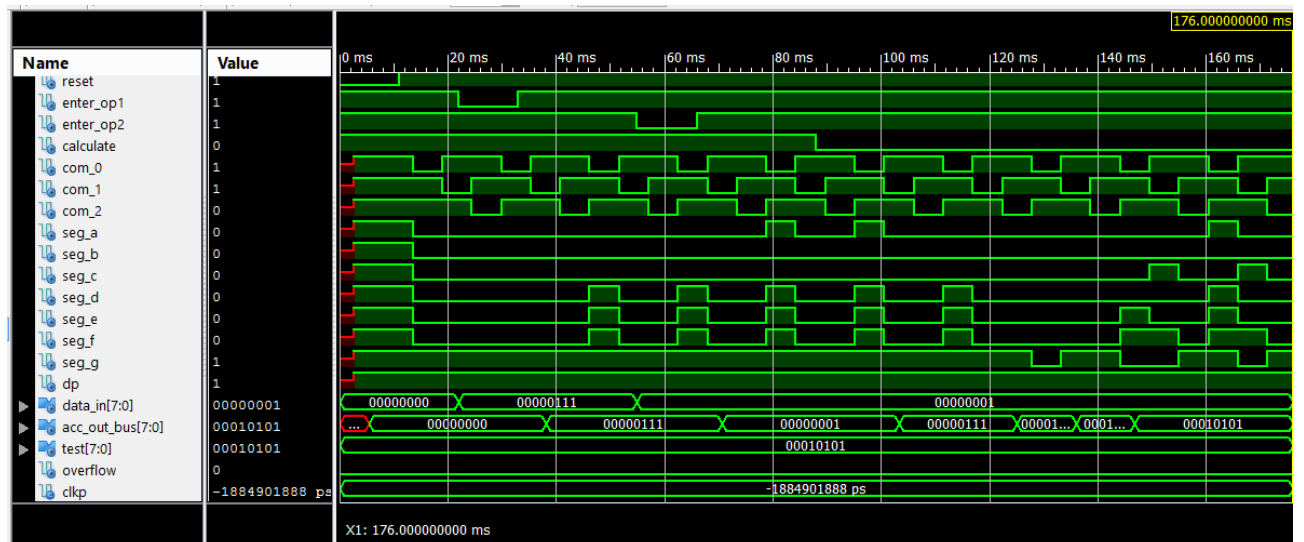 176.000000000 ms
Name Value 0 ms 20 ms 40 ms 60 ms 80 ms 100 ms 120 ms 140 ms 160 ms
reset 1
enter_op1 1
enter_op2 1
calculate 0
com_0 1
com_1 1
com_2 0
seg_a 0
seg_b 0
seg_c 0
seg_d 0
seg_e 0
seg_f 0
seg_g 1
dp 1
data_in[7:0] 00000001 00000000 00000111 00000001
acc_out_bus[7:0] 00010101 ... 00000000 00000111 00000001 00000111 00001... 0001... 00010101
test[7:0] 00010101 00010101
overflow 0
clkp -1884901888 ps -1884901888 ps
X1: 176.000000000 ms